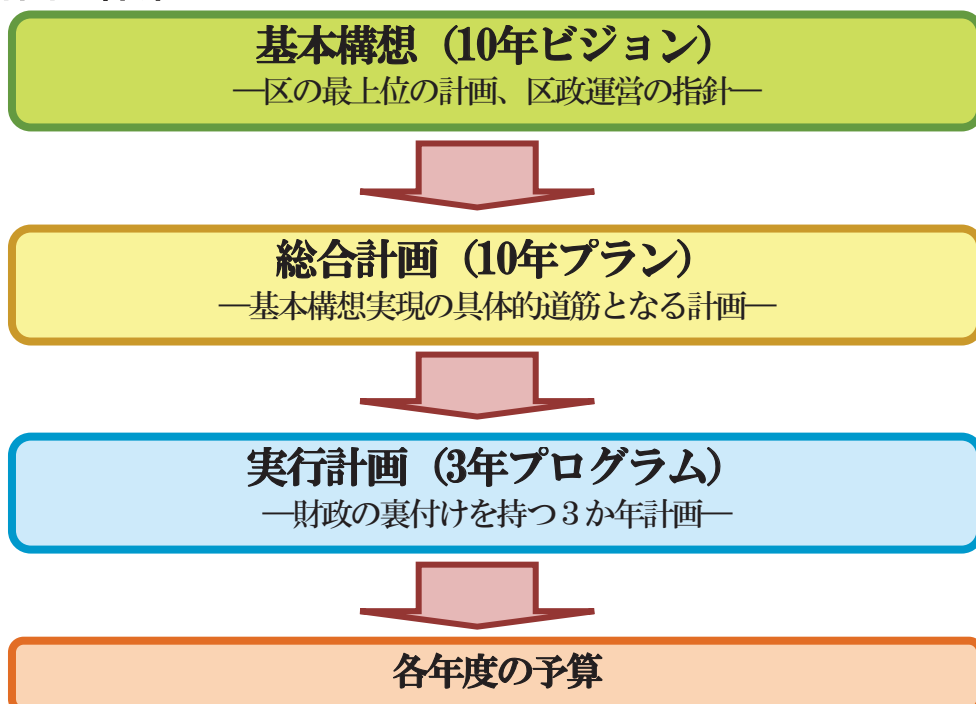 基本構想（10年ビジョン）
―区の最上位の計画、区政運営の指針―
総合計画（10年プラン）
―基本構想実現の具体的道筋となる計画―
実行計画（3年プログラム）
―財政の裏付けを持つ３か年計画―
各年度の予算